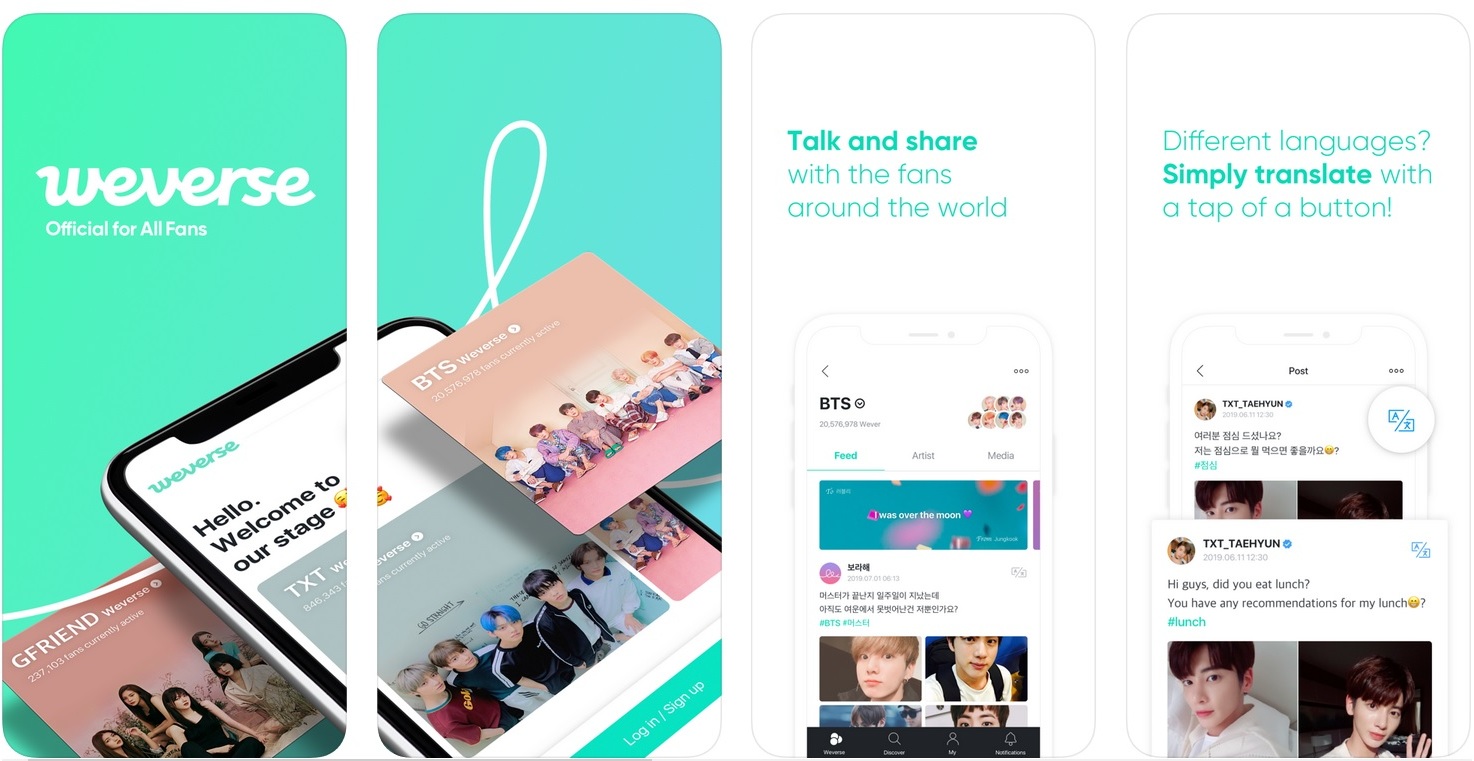 weverse
Official for All Fans
weverse
Hello.
Welcome to
our stage
GFRIEND Weverse
237,103 fans currently active
TXT We
846,343 f
BTS Weverse
20,576,978 fans currently active
everse
ans currently active
GO STRAIGHT
Log in / Sign up
Talk and share
with the fans
around the world
BTS
20,576,978 Wever
Feed Artist Media
I was over the moon 💜
From. Jungkook
보라해
2019.07.01 06:13
머스터가 끝난지 일주일이 지났는데
아직도 여운에서 못벗어난건 저뿐인가요?
#BTS #머스터
Weverse Discover My Notifications
Different languages?
Simply translate with
a tap of a button!
Post
TXT_TAEHYUN
2019.06.11 12:30
여러분 점심 드셨나요?
저는 점심으로 뭘 먹으면 좋을까요😋?
#점심
TXT_TAEHYUN
2019.06.11 12:30
Hi guys, did you eat lunch?
You have any recommendations for my lunch😋?
#lunch